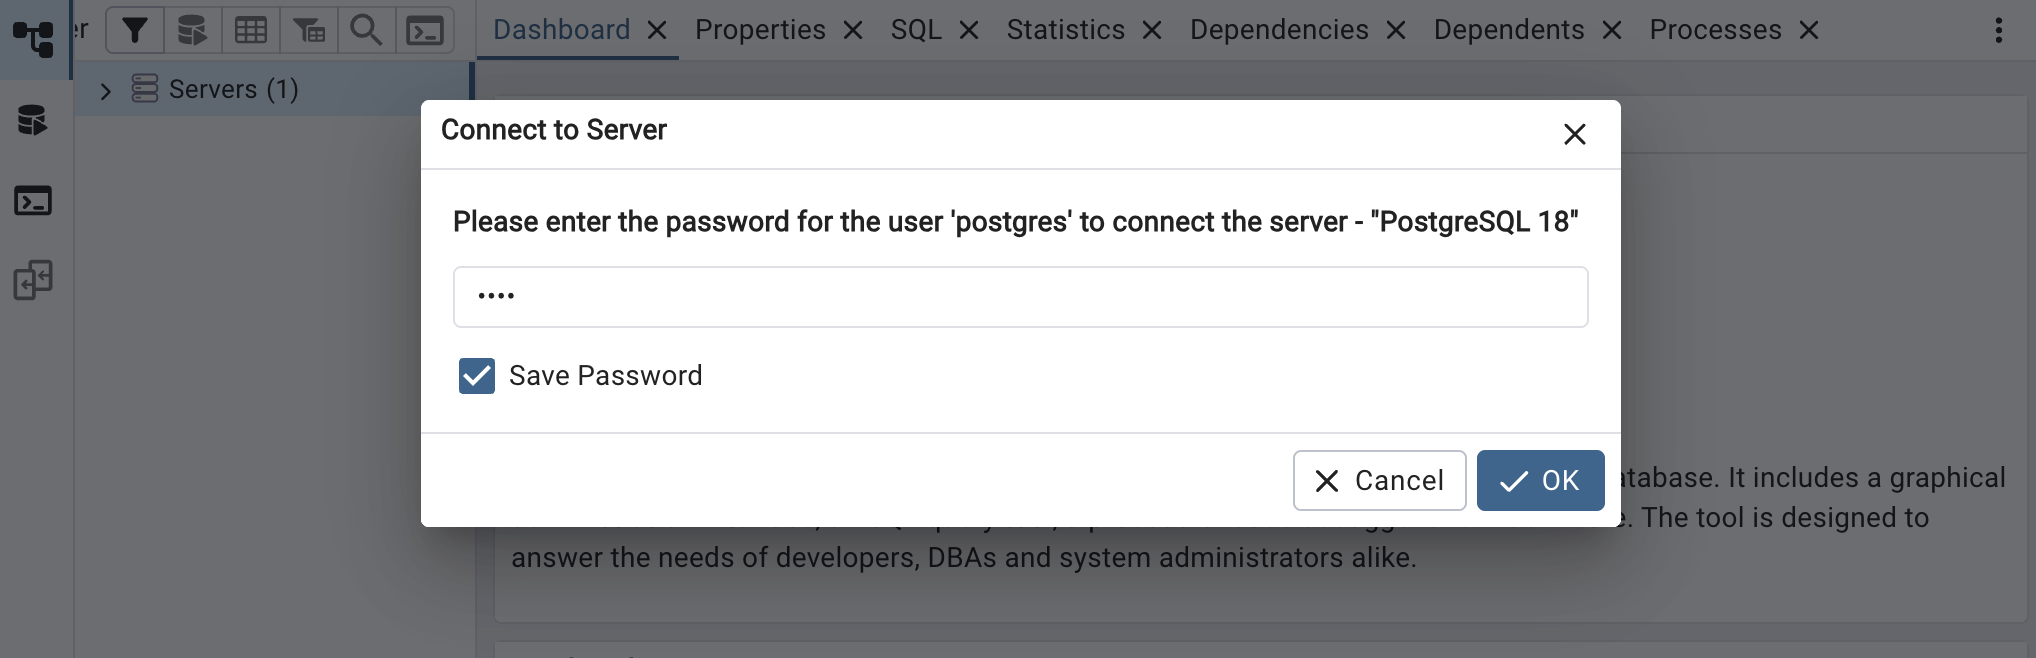 er
Dashboard Properties SQL Statistics Dependencies Dependents Processes
Servers (1)
Connect to Server
Please enter the password for the user 'postgres' to connect the server - "PostgreSQL 18"
••••
Save Password
Cancel OK
atabase. It includes a graphical
e. The tool is designed to
answer the needs of developers, DBAs and system administrators alike.